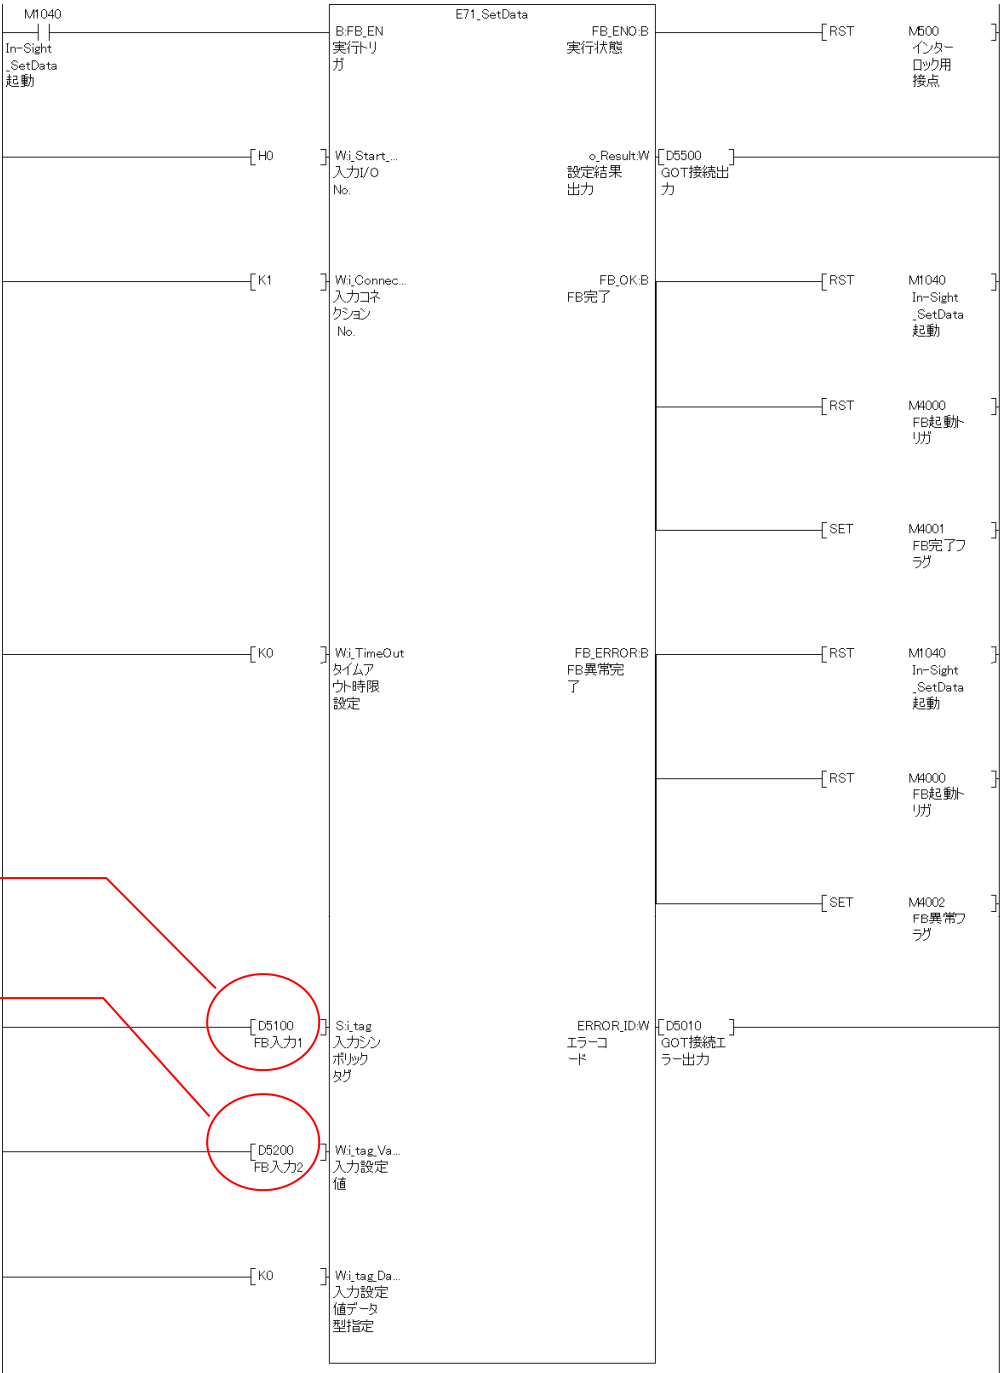 M1040
E71_SetData
In-Sight
_SetData
起動
B:FB_EN
実行トリ
ガ
FB_ENO:B
実行状態
[RST M500 ]
インター
ロック用
接点
[H0 ]
W:i_Start_...
入力I/O
No.
o_Result:W
設定結果
出力
[D5500 ]
GOT接続出
力
[K1 ]
W:i_Connec...
入力コネ
クション
No.
FB_OK:B
FB完了
[RST M1040 ]
In-Sight
_SetData
起動
[RST M4000 ]
FB起動ト
リガ
[SET M4001 ]
FB完了フ
ラグ
[K0 ]
W:i_TimeOut
タイムア
ウト時限
設定
FB_ERROR:B
FB異常完
了
[RST M1040 ]
In-Sight
_SetData
起動
[RST M4000 ]
FB起動ト
リガ
[SET M4002 ]
FB異常フ
ラグ
[D5100 ]
FB入力1
S:i_tag
入力シン
ボリック
タグ
ERROR_ID:W
エラーコ
ード
[D5010 ]
GOT接続エ
ラー出力
[D5200 ]
FB入力2
W:i_tag_Va...
入力設定
値
[K0 ]
W:i_tag_Da...
入力設定
値データ
型指定